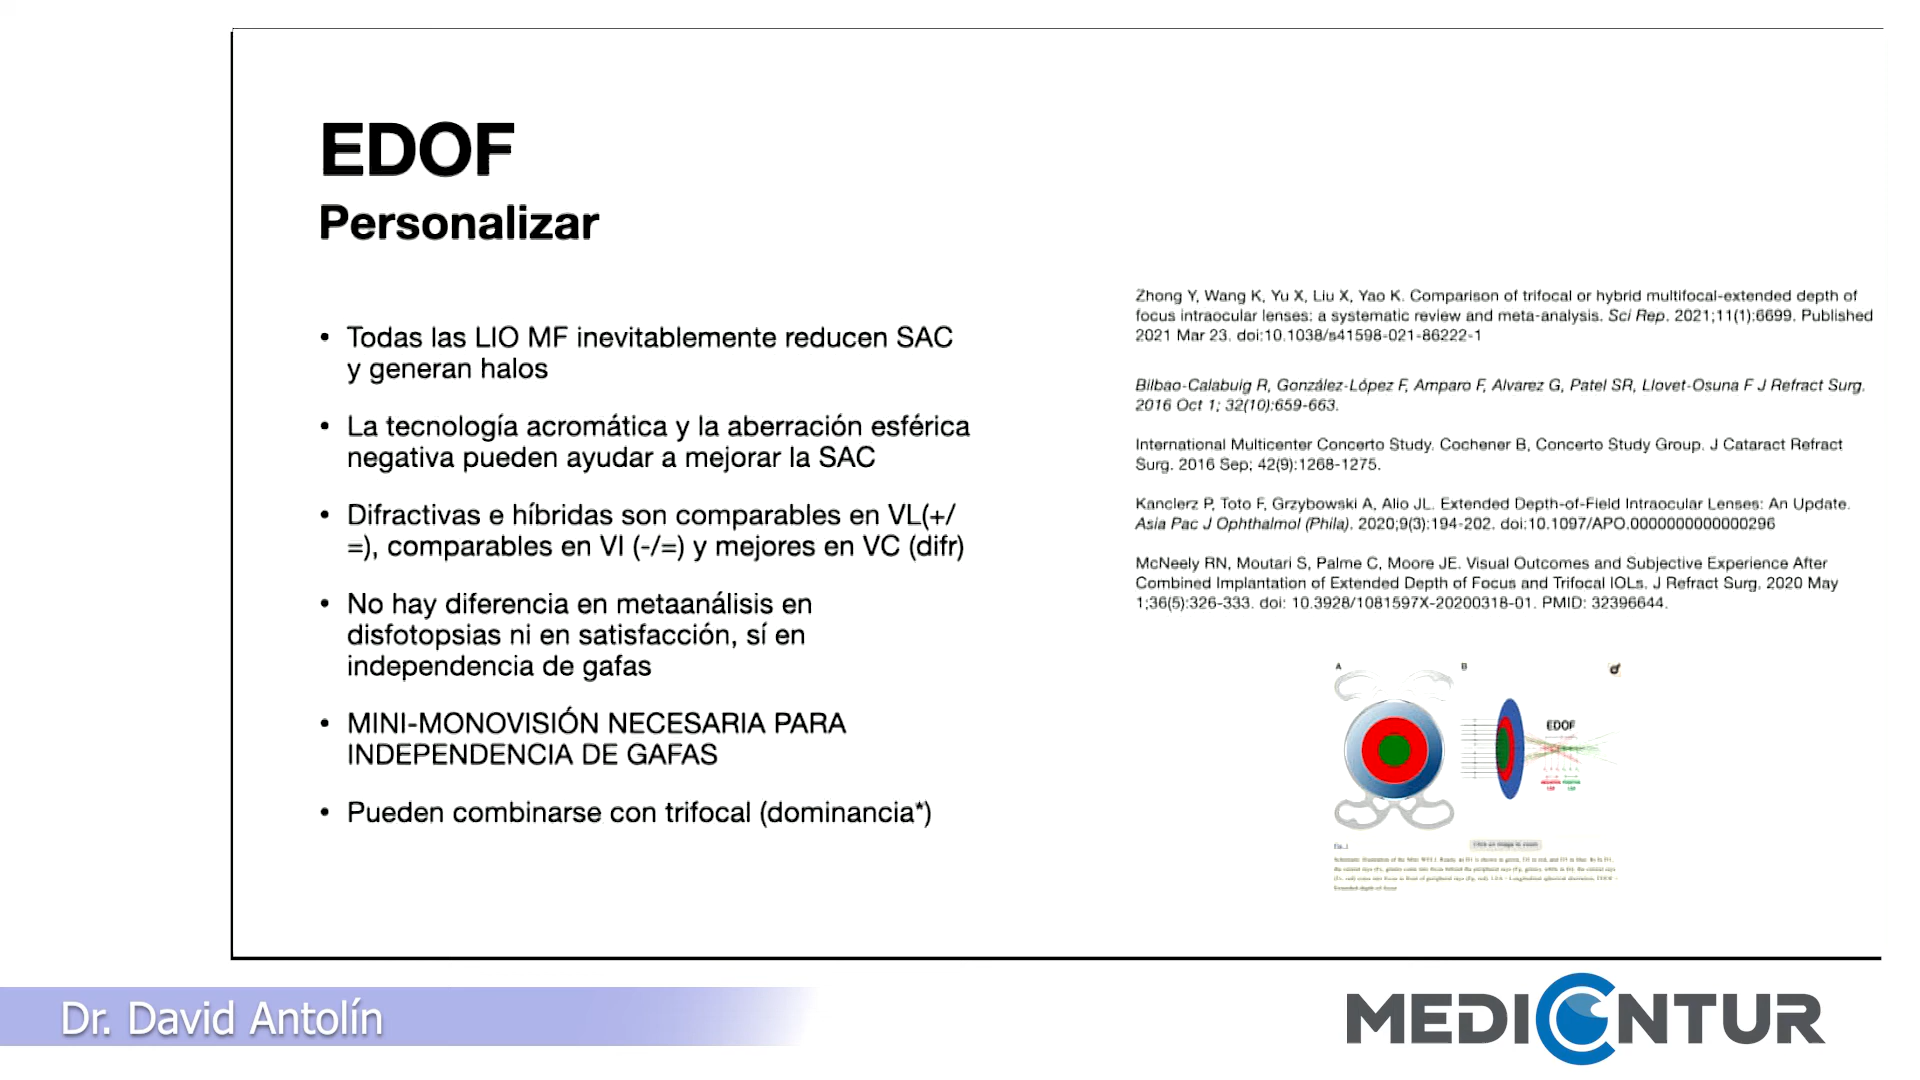 EDOF
Personalizar
• Todas las LIO MF inevitablemente reducen SAC
y generan halos
• La tecnología acromática y la aberración esférica
negativa pueden ayudar a mejorar la SAC
• Difractivas e híbridas son comparables en VL(+/
=), comparables en VI (-/=) y mejores en VC (difr)
• No hay diferencia en metaanálisis en
disfotopsias ni en satisfacción, sí en
independencia de gafas
• MINI-MONOVISIÓN NECESARIA PARA
INDEPENDENCIA DE GAFAS
• Pueden combinarse con trifocal (dominancia*)
Zhong Y, Wang K, Yu X, Liu X, Yao K. Comparison of trifocal or hybrid multifocal-extended depth of
focus intraocular lenses: a systematic review and meta-analysis. Sci Rep. 2021;11(1):6699. Published
2021 Mar 23. doi:10.1038/s41598-021-86222-1
Bilbao-Calabuig R, González-López F, Amparo F, Alvarez G, Patel SR, Llovet-Osuna F J Refract Surg.
2016 Oct 1; 32(10):659-663.
International Multicenter Concerto Study. Cochener B, Concerto Study Group. J Cataract Refract
Surg. 2016 Sep; 42(9):1268-1275.
Kanclerz P, Toto F, Grzybowski A, Alio JL. Extended Depth-of-Field Intraocular Lenses: An Update.
Asia Pac J Ophthalmol (Phila). 2020;9(3):194-202. doi:10.1097/APO.0000000000000296
McNeely RN, Moutari S, Palme C, Moore JE. Visual Outcomes and Subjective Experience After
Combined Implantation of Extended Depth of Focus and Trifocal IOLs. J Refract Surg. 2020 May
1;36(5):326-333. doi: 10.3928/1081597X-20200318-01. PMID: 32396644.
A B
EDOF
Click on image to zoom
Dr. David Antolín
MEDICONTUR